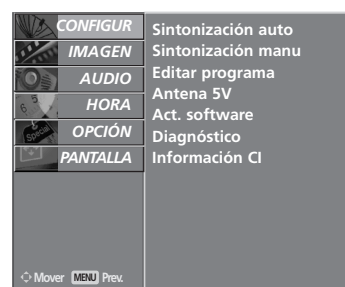 CONFIGUR
IMAGEN
AUDIO
HORA
OPCIÓN
PANTALLA
Sintonización auto
Sintonización manu
Editar programa
Antena 5V
Act. software
Diagnóstico
Información CI
Mover MENU Prev.